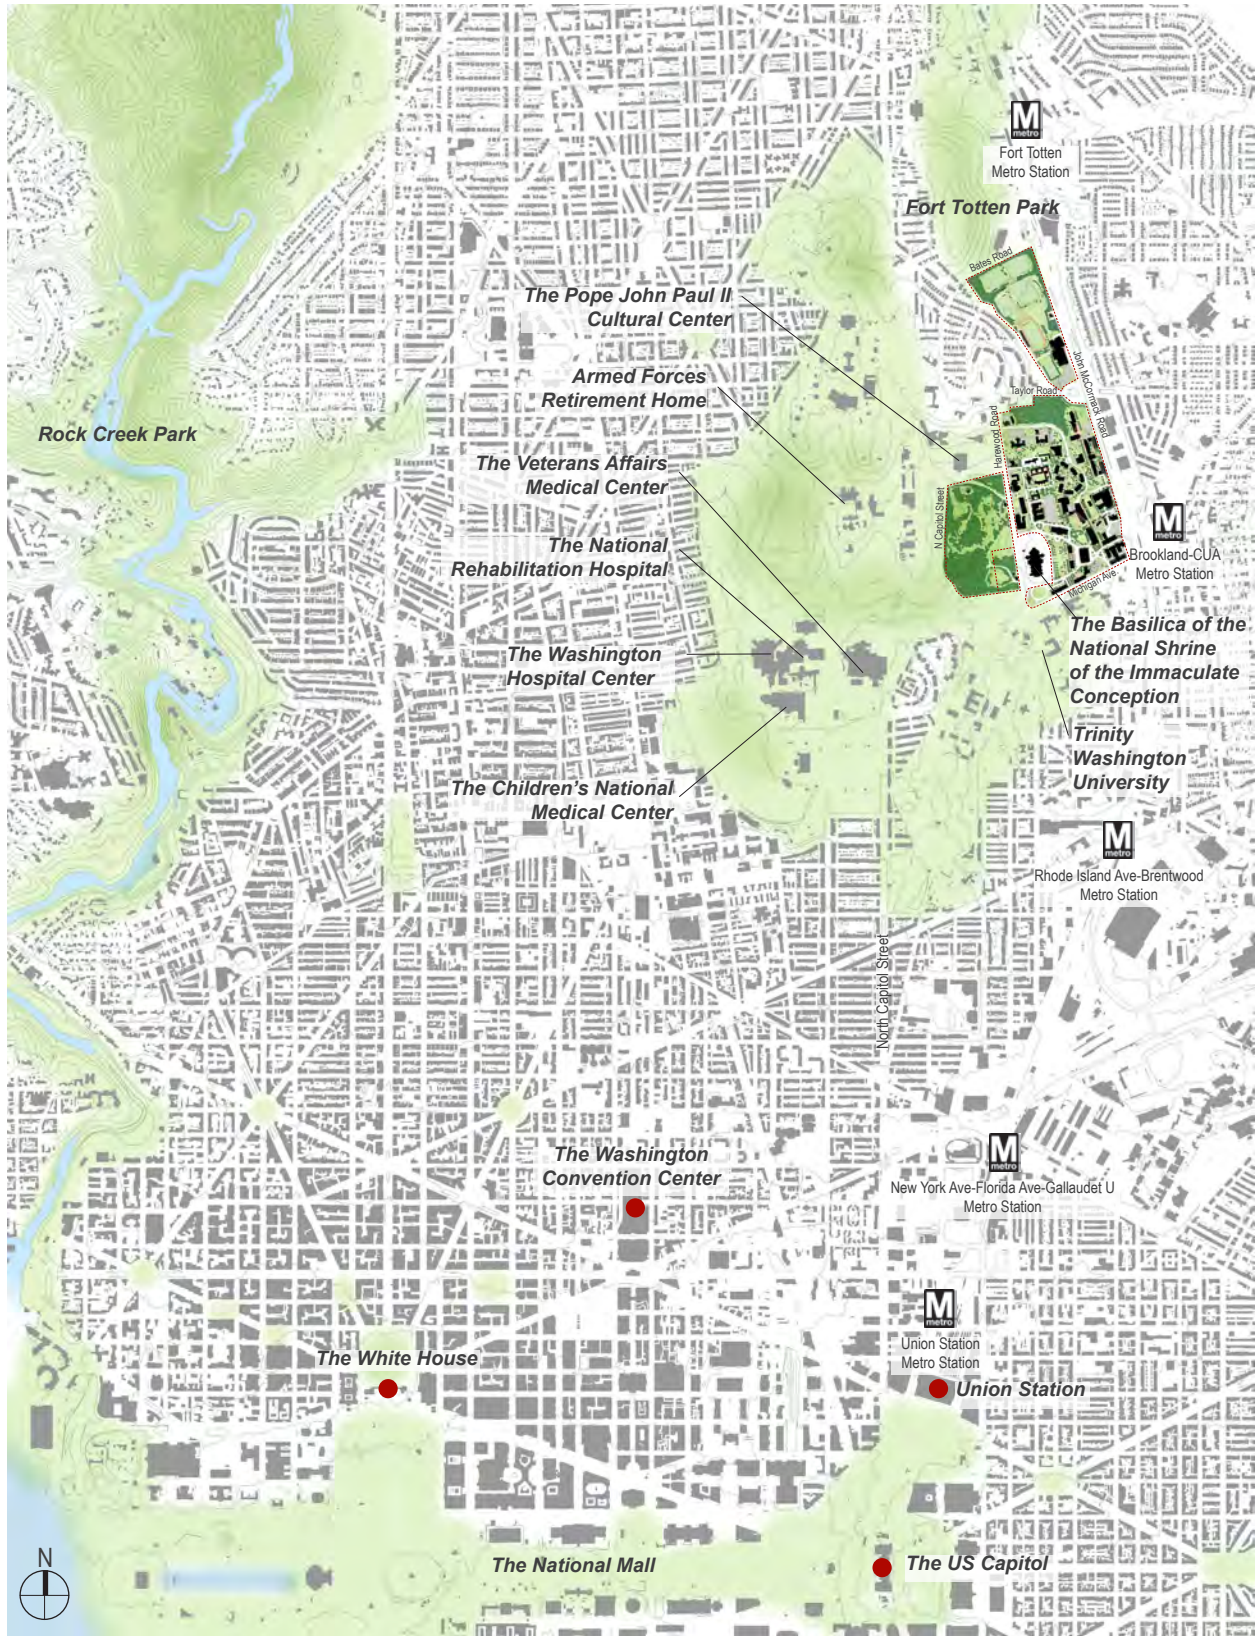 M
metro
Fort Totten
Metro Station
Fort Totten Park
Bates Road
The Pope John Paul II
Cultural Center
John McCormack Road
Armed Forces
Retirement Home
Taylor Road
Harewood Road
Rock Creek Park
The Veterans Affairs
Medical Center
N Capitol Street
M
metro
Brookland-CUA
Metro Station
The National
Rehabilitation Hospital
Michigan Ave.
The Basilica of the
National Shrine
of the Immaculate
Conception
The Washington
Hospital Center
Trinity
Washington
University
The Children's National
Medical Center
M
metro
Rhode Island Ave-Brentwood
Metro Station
North Capitol Street
The Washington
Convention Center
M
metro
New York Ave-Florida Ave-Gallaudet U
Metro Station
M
metro
Union Station
Metro Station
The White House
Union Station
N
The National Mall
The US Capitol